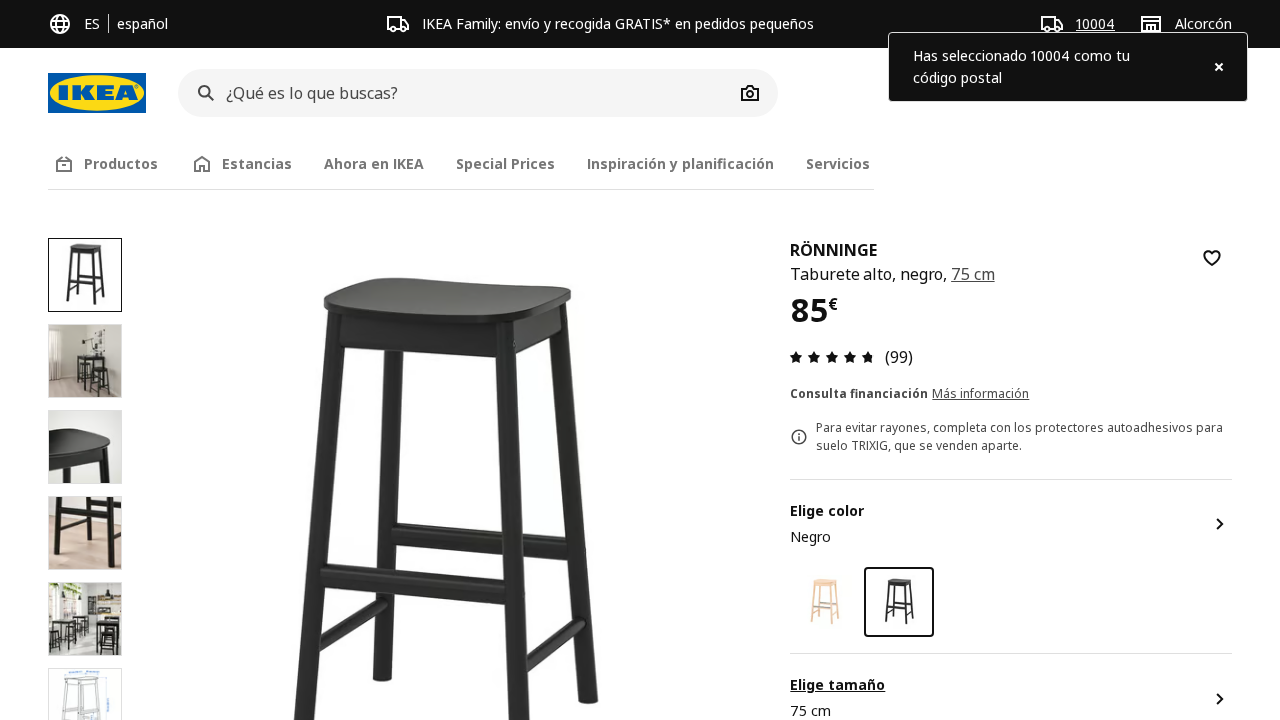 ES | español
IKEA Family: envío y recogida GRATIS* en pedidos pequeños
10004
Alcorcón
Has seleccionado 10004 como tu
código postal
IKEA
¿Qué es lo que buscas?
Productos
Estancias
Ahora en IKEA
Special Prices
Inspiración y planificación
Servicios
RÖNNINGE
Taburete alto, negro, 75 cm
85€
(99)
Consulta financiación Más información
Para evitar rayones, completa con los protectores autoadhesivos para
suelo TRIXIG, que se venden aparte.
Elige color
Negro
Elige tamaño
75 cm